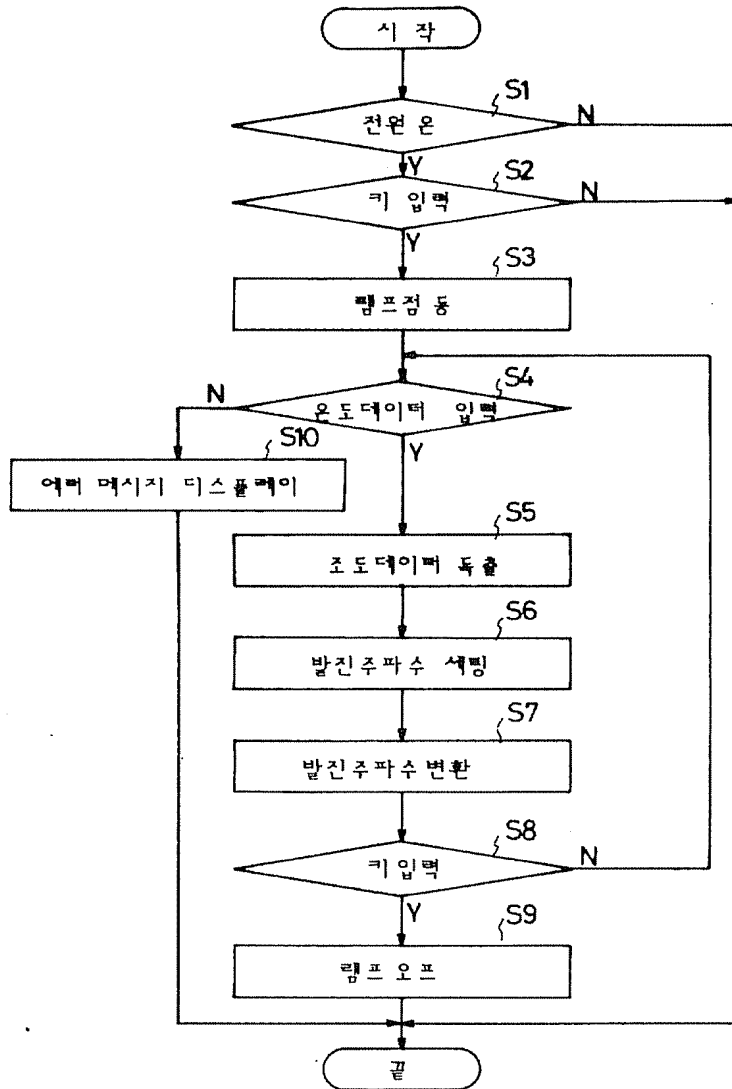 시 작
S1
전원 온
N
Y
S2
키 입력
N
Y
S3
램프점등
S4
N
온도데이터 입력
Y
S10
에러 메시지 디스플레이
S5
조도데이터 독출
S6
발진주파수 세팅
S7
발진주파수변환
S8
키입력
N
Y
S9
램프오프
끝